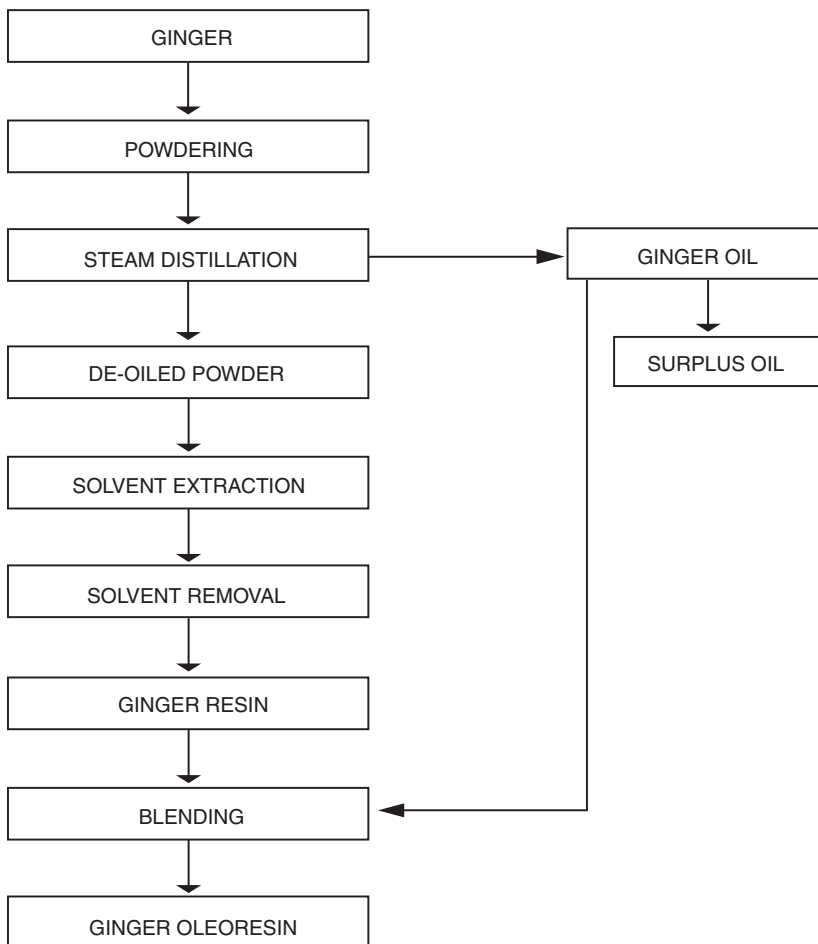 GINGER
POWDERING
STEAM DISTILLATION
GINGER OIL
SURPLUS OIL
DE-OILED POWDER
SOLVENT EXTRACTION
SOLVENT REMOVAL
GINGER RESIN
BLENDING
GINGER OLEORESIN